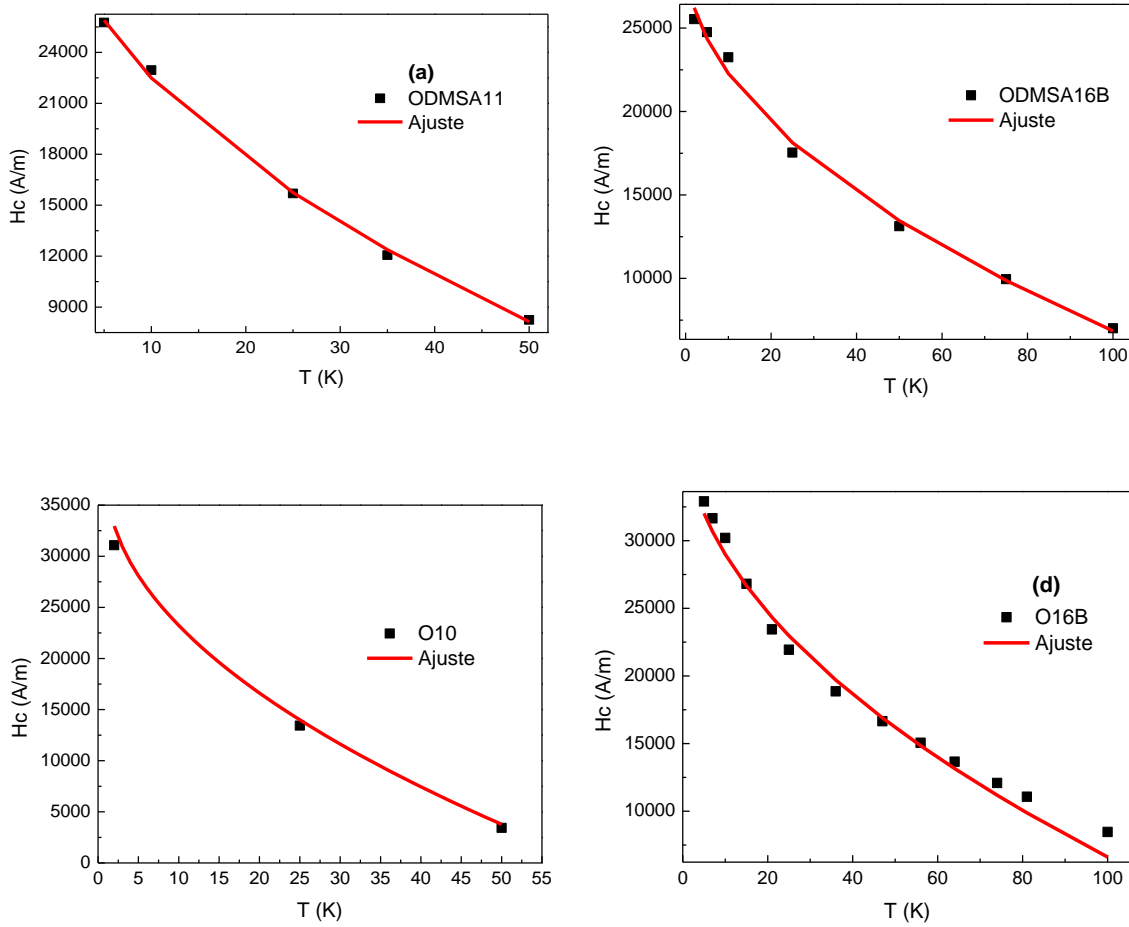 (a)
ODMSA11
Ajuste
24000
21000
18000
15000
12000
9000
10
20
30
40
50
Hc (A/m)
T (K)
ODMSA16B
Ajuste
25000
20000
15000
10000
0
20
40
60
80
100
Hc (A/m)
T (K)
O10
Ajuste
35000
30000
25000
20000
15000
10000
5000
0
0
5
10
15
20
25
30
35
40
45
50
55
Hc (A/m)
T (K)
(d)
O16B
Ajuste
30000
25000
20000
15000
10000
0
20
40
60
80
100
Hc (A/m)
T (K)